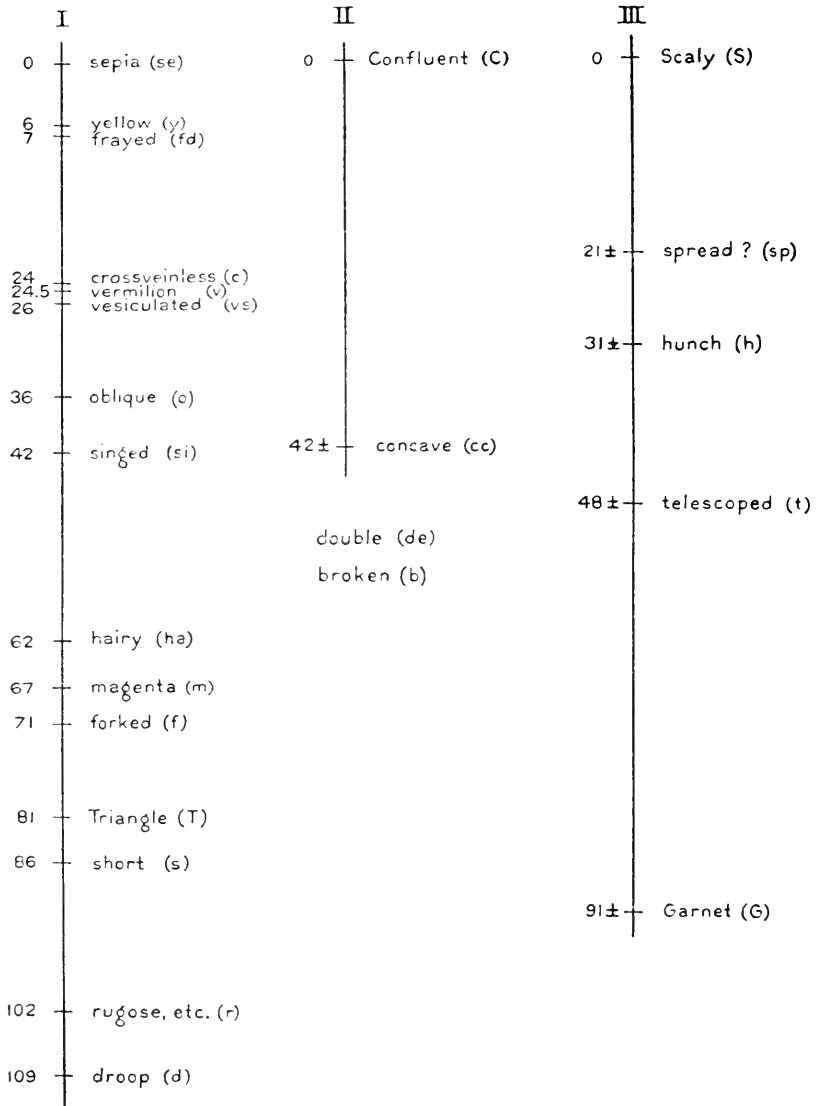 I
0 sepia (se)
6 yellow (y)
7 frayed (fd)
24 crossveinless (c)
24.5 vermilion (v)
26 vesiculated (vs)
36 oblique (o)
42 singed (si)
62 hairy (ha)
67 magenta (m)
71 forked (f)
81 Triangle (T)
86 short (s)
102 rugose, etc. (r)
109 droop (d)
II
0 Confluent (C)
42± concave (cc)
double (de)
broken (b)
III
0 Scaly (S)
21± spread ? (sp)
31± hunch (h)
48± telescoped (t)
91± Garnet (G)